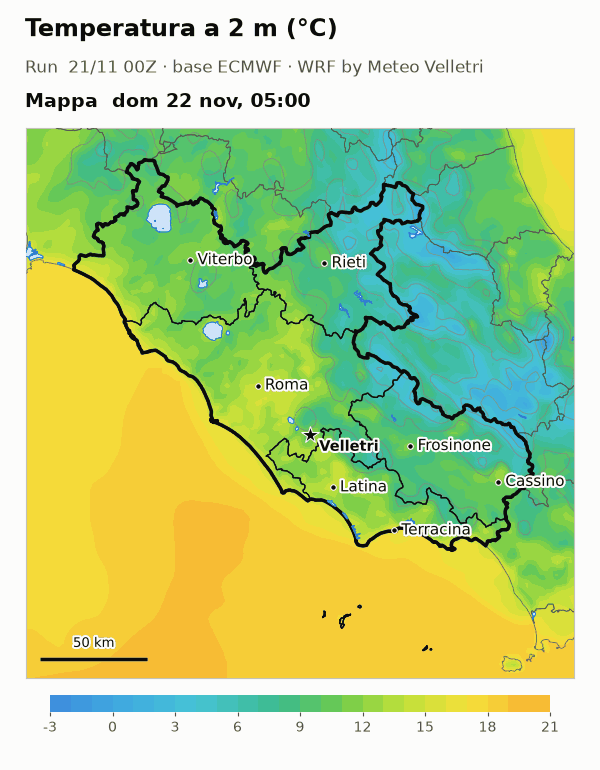 Temperatura a 2 m (°C)
Run  21/11 00Z · base ECMWF · WRF by Meteo Velletri
Mappa  dom 22 nov, 05:00
Viterbo
Rieti
Roma
Velletri
Frosinone
Cassino
Latina
Terracina
50 km
-3 0 3 6 9 12 15 18 21